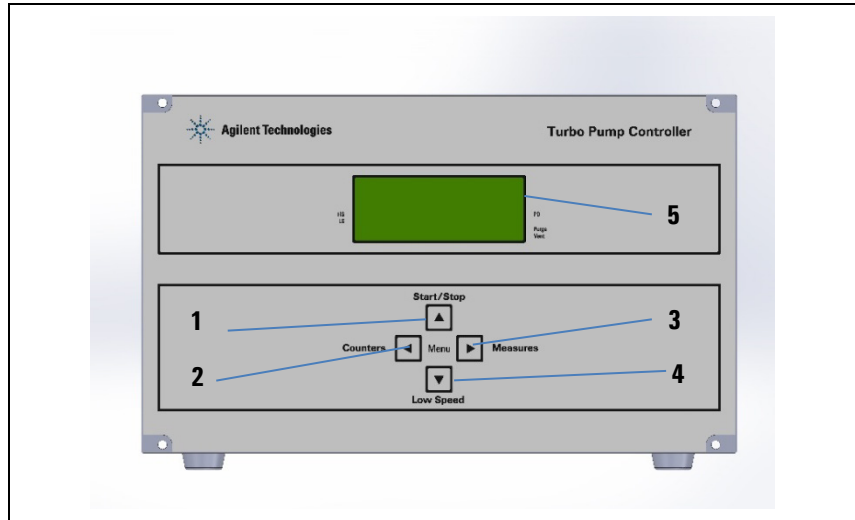 Agilent Technologies
Turbo Pump Controller
HS
LS
FO
Purge
Vent
5
Start/Stop
1
3
Counters
Menu
Measures
2
4
Low Speed